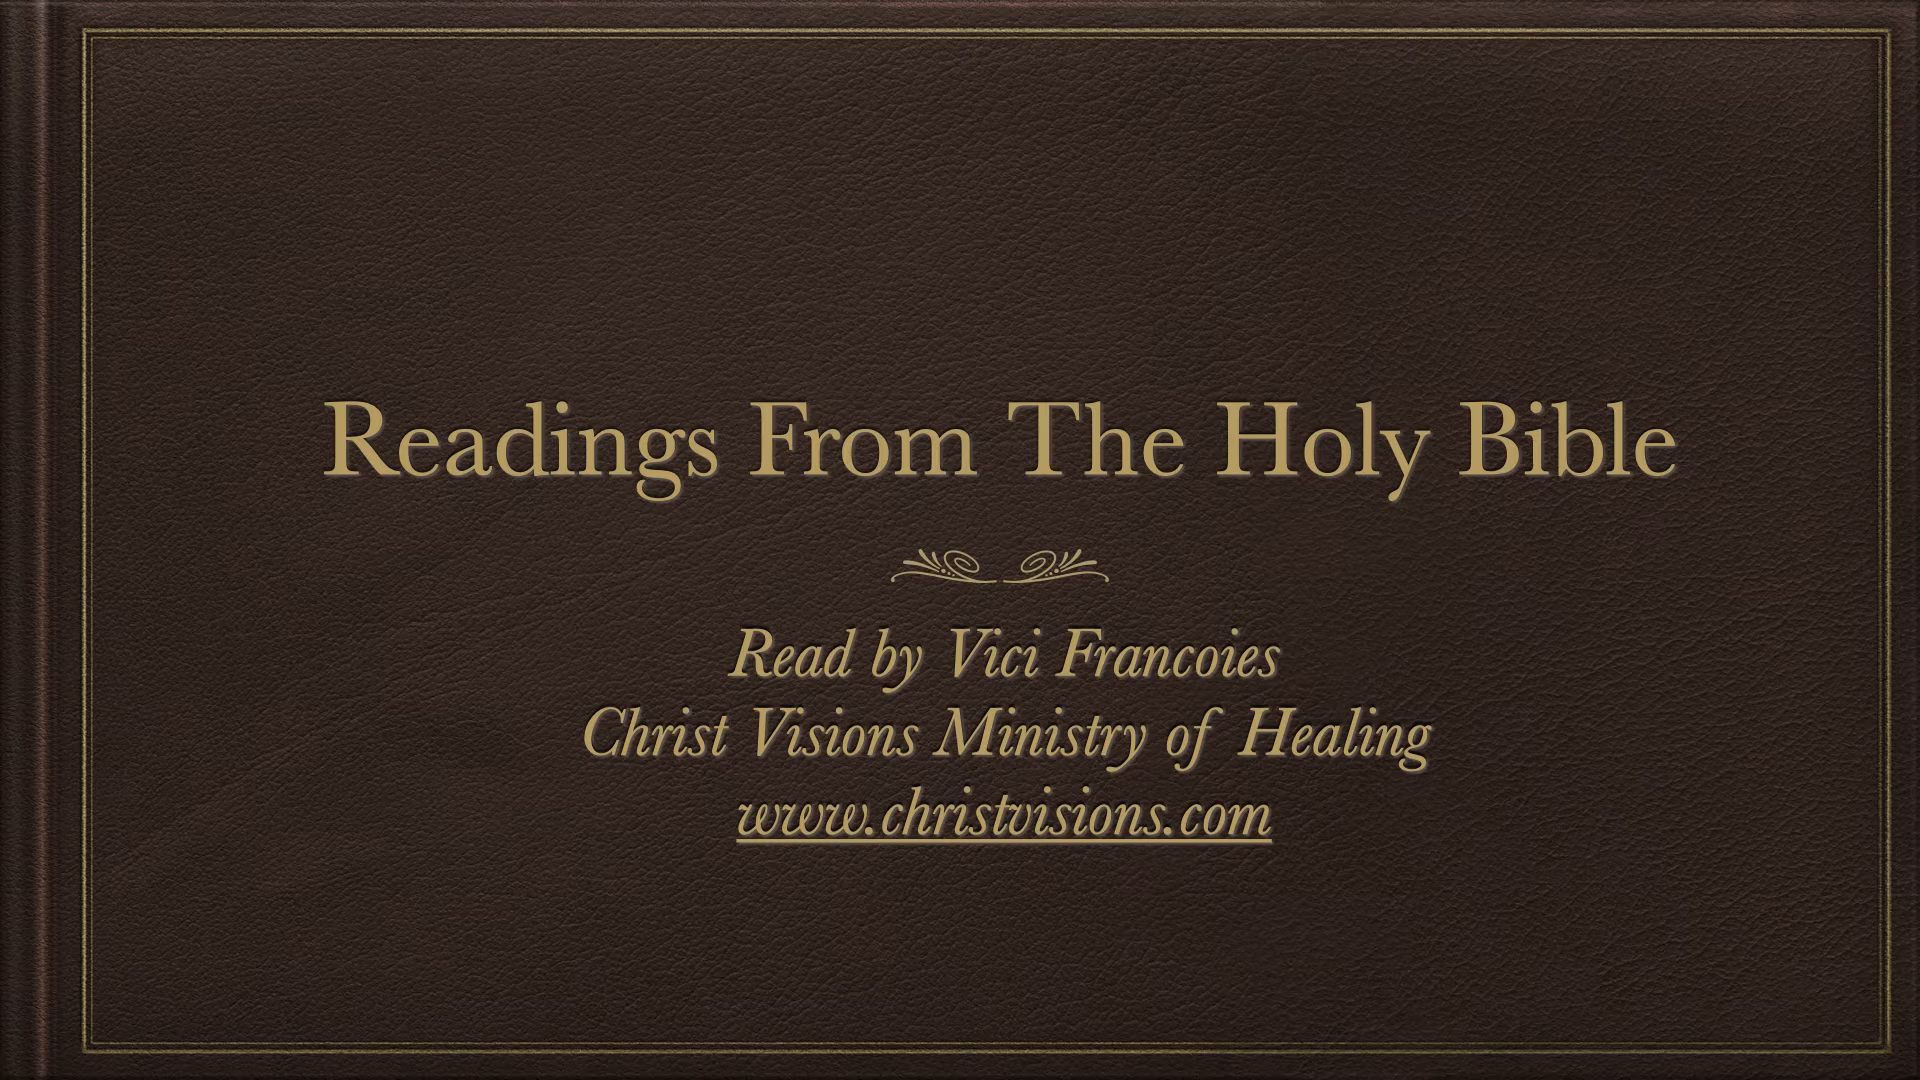 Readings From The Holy Bible
Read by Vici Francoies
Christ Visions Ministry of Healing
www.christvisions.com